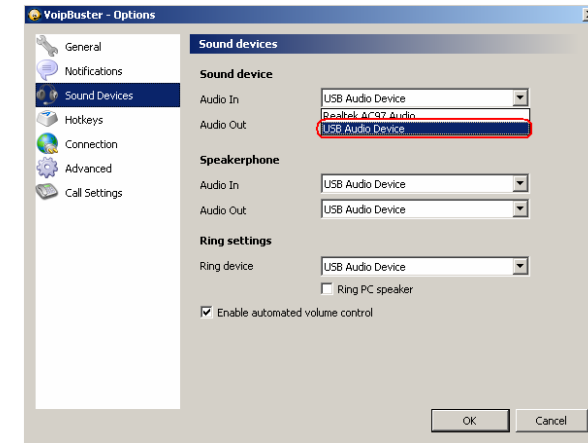 VoipBuster - Options
General
Notifications
Sound Devices
Hotkeys
Connection
Advanced
Call Settings
Sound devices
Sound device
Audio In USB Audio Device
Realtek AC97 Audio
Audio Out USB Audio Device
Speakerphone
Audio In USB Audio Device
Audio Out USB Audio Device
Ring settings
Ring device USB Audio Device
Ring PC speaker
Enable automated volume control
OK Cancel